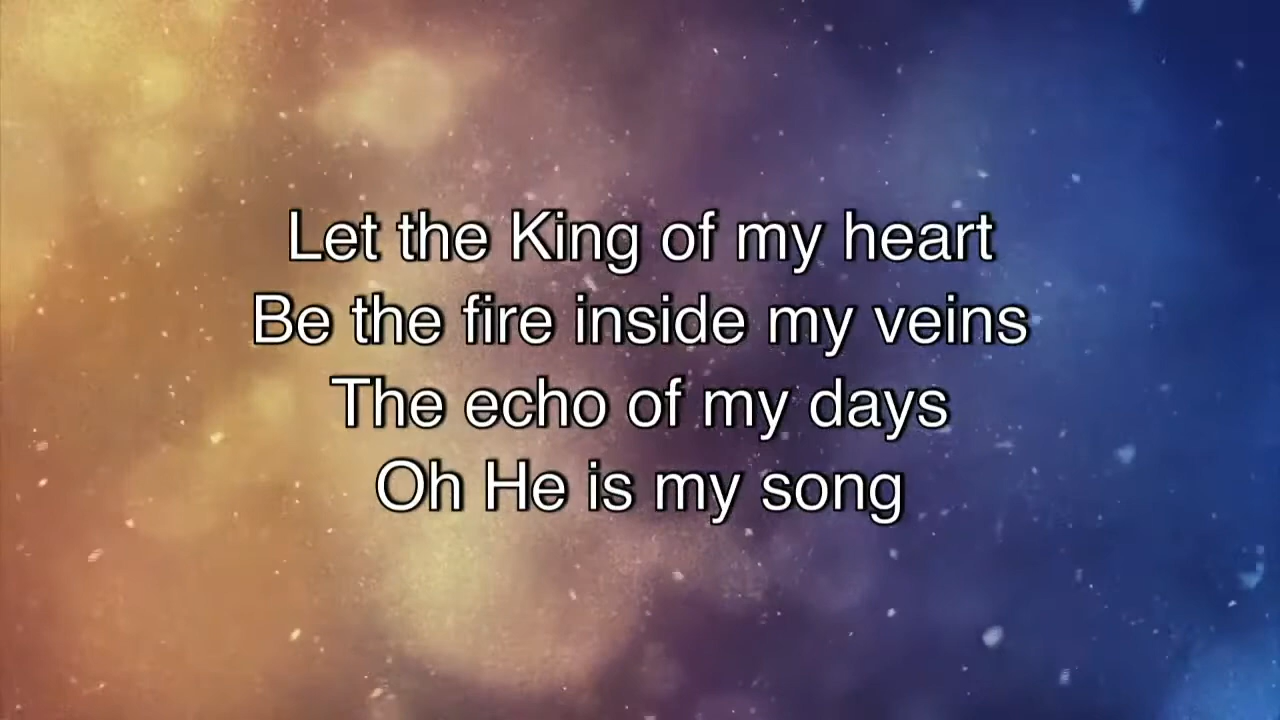 Let the King of my heart
Be the fire inside my veins
The echo of my days
Oh He is my song